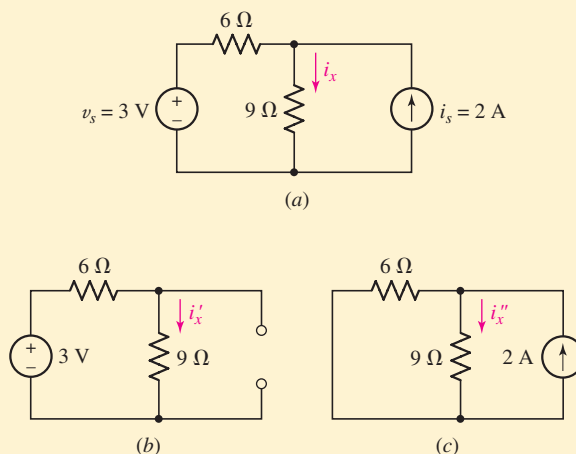 6 Ω
i_x
+
v_s = 3 V
−
9 Ω
i_s = 2 A
(a)
6 Ω
i_x′
+
3 V
−
9 Ω
(b)
6 Ω
i_x″
9 Ω
2 A
(c)